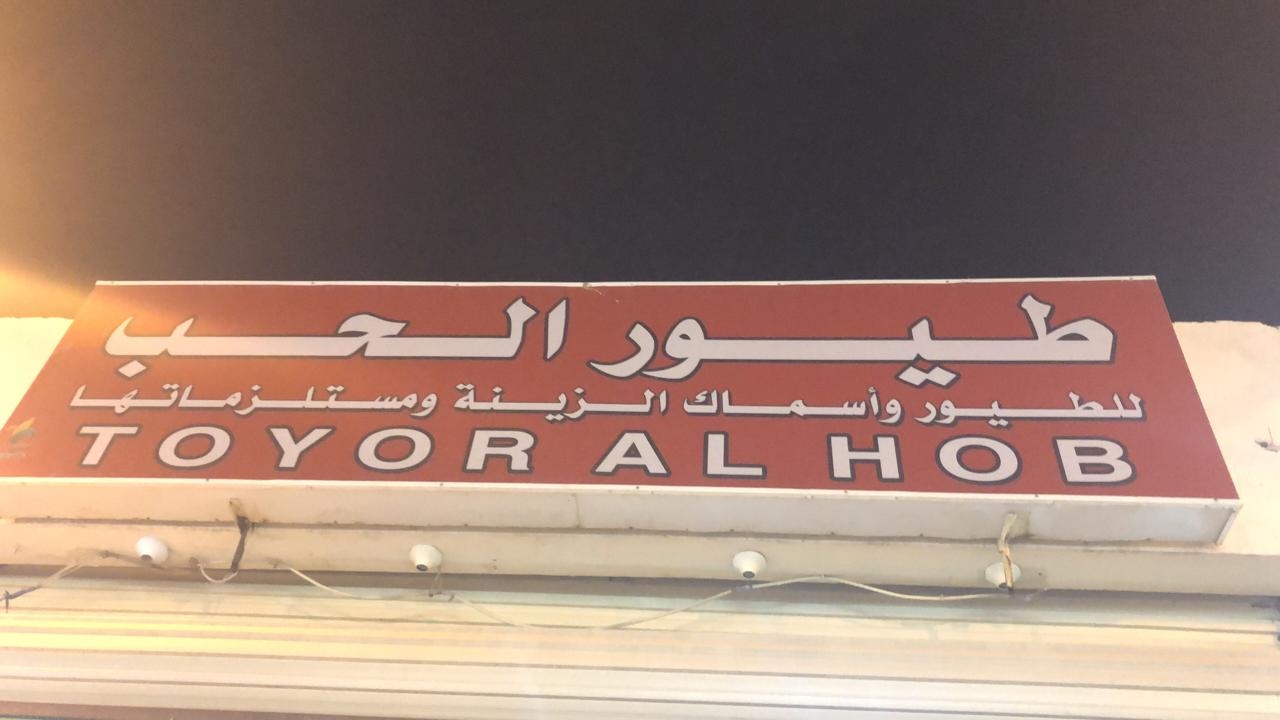 طيور الحب
للطيور وأسماك الزينة ومستلزماتها
TOYOR AL HOB